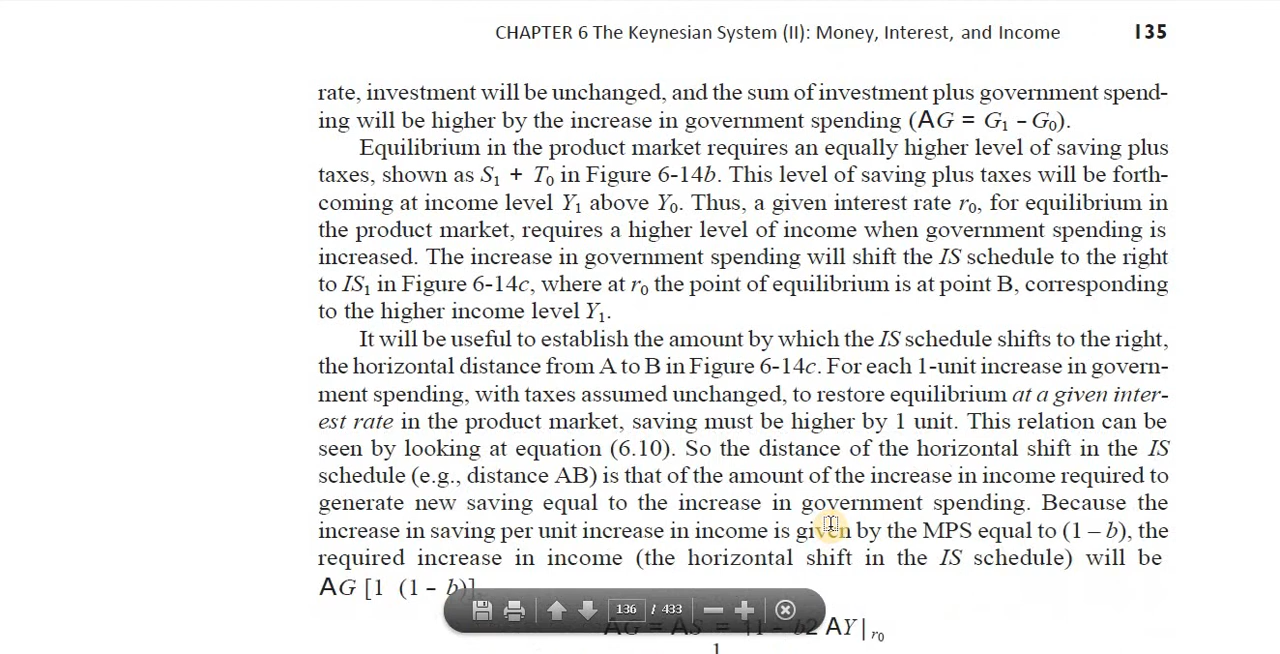 CHAPTER 6 The Keynesian System (II): Money, Interest, and Income 135
rate, investment will be unchanged, and the sum of investment plus government spend-
ing will be higher by the increase in government spending (AG = G₁ - G₀).
Equilibrium in the product market requires an equally higher level of saving plus
taxes, shown as S₁ + T₀ in Figure 6-14b. This level of saving plus taxes will be forth-
coming at income level Y₁ above Y₀. Thus, a given interest rate r₀, for equilibrium in
the product market, requires a higher level of income when government spending is
increased. The increase in government spending will shift the IS schedule to the right
to IS₁ in Figure 6-14c, where at r₀ the point of equilibrium is at point B, corresponding
to the higher income level Y₁.
It will be useful to establish the amount by which the IS schedule shifts to the right,
the horizontal distance from A to B in Figure 6-14c. For each 1-unit increase in govern-
ment spending, with taxes assumed unchanged, to restore equilibrium at a given inter-
est rate in the product market, saving must be higher by 1 unit. This relation can be
seen by looking at equation (6.10). So the distance of the horizontal shift in the IS
schedule (e.g., distance AB) is that of the amount of the increase in income required to
generate new saving equal to the increase in government spending. Because the
increase in saving per unit increase in income is given by the MPS equal to (1 – b), the
required increase in income (the horizontal shift in the IS schedule) will be
AG [1 (1 - b)]
136 / 433
AG = AS = [1 - b2 AY|r₀
1